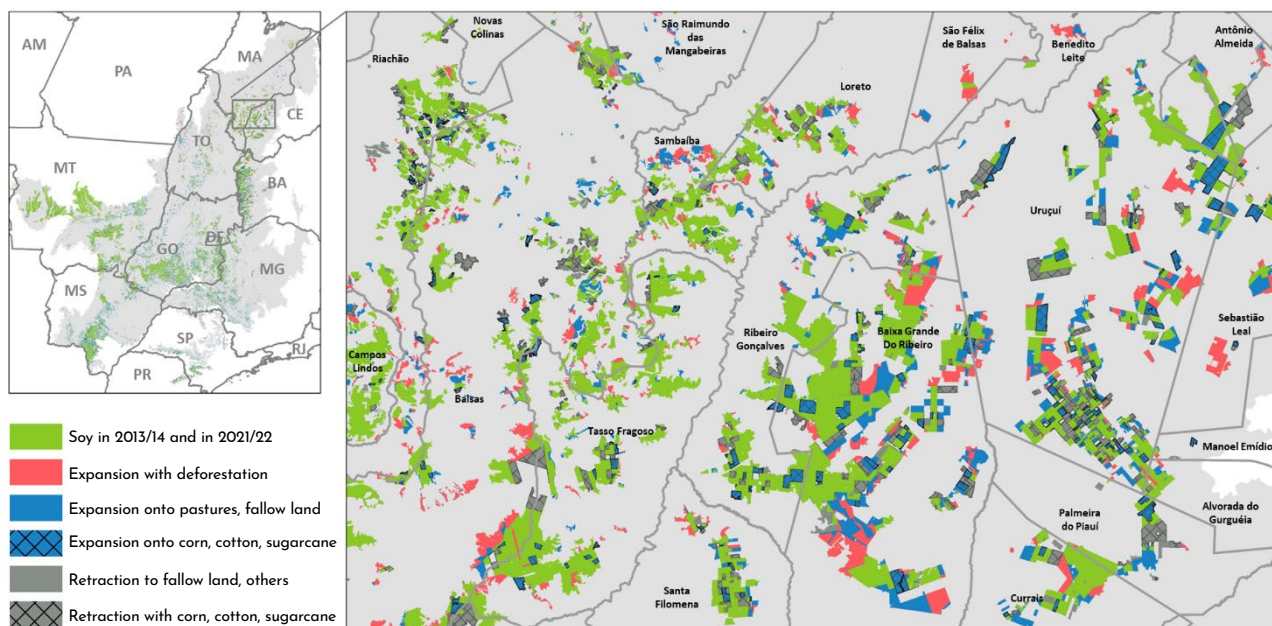 AM
PA
MA
CE
TO
MT
BA
GO
DF
MG
MS
SP
RJ
PR
Soy in 2013/14 and in 2021/22
Expansion with deforestation
Expansion onto pastures, fallow land
Expansion onto corn, cotton, sugarcane
Retraction to fallow land, others
Retraction with corn, cotton, sugarcane
Novas
Colinas
São Raimundo
das
Mangabeiras
São Félix
de Balsas
Benedito
Leite
Antônio
Almeida
Riachão
Loreto
Sambaíba
Uruçuí
Sebastião
Leal
Ribeiro
Gonçalves
Baixa Grande
Do Ribeiro
Campos
Lindos
Balsas
Tasso Fragoso
Manoel Emídio
Alvorada do
Gurguéia
Palmeira
do Piauí
Santa
Filomena
Currais